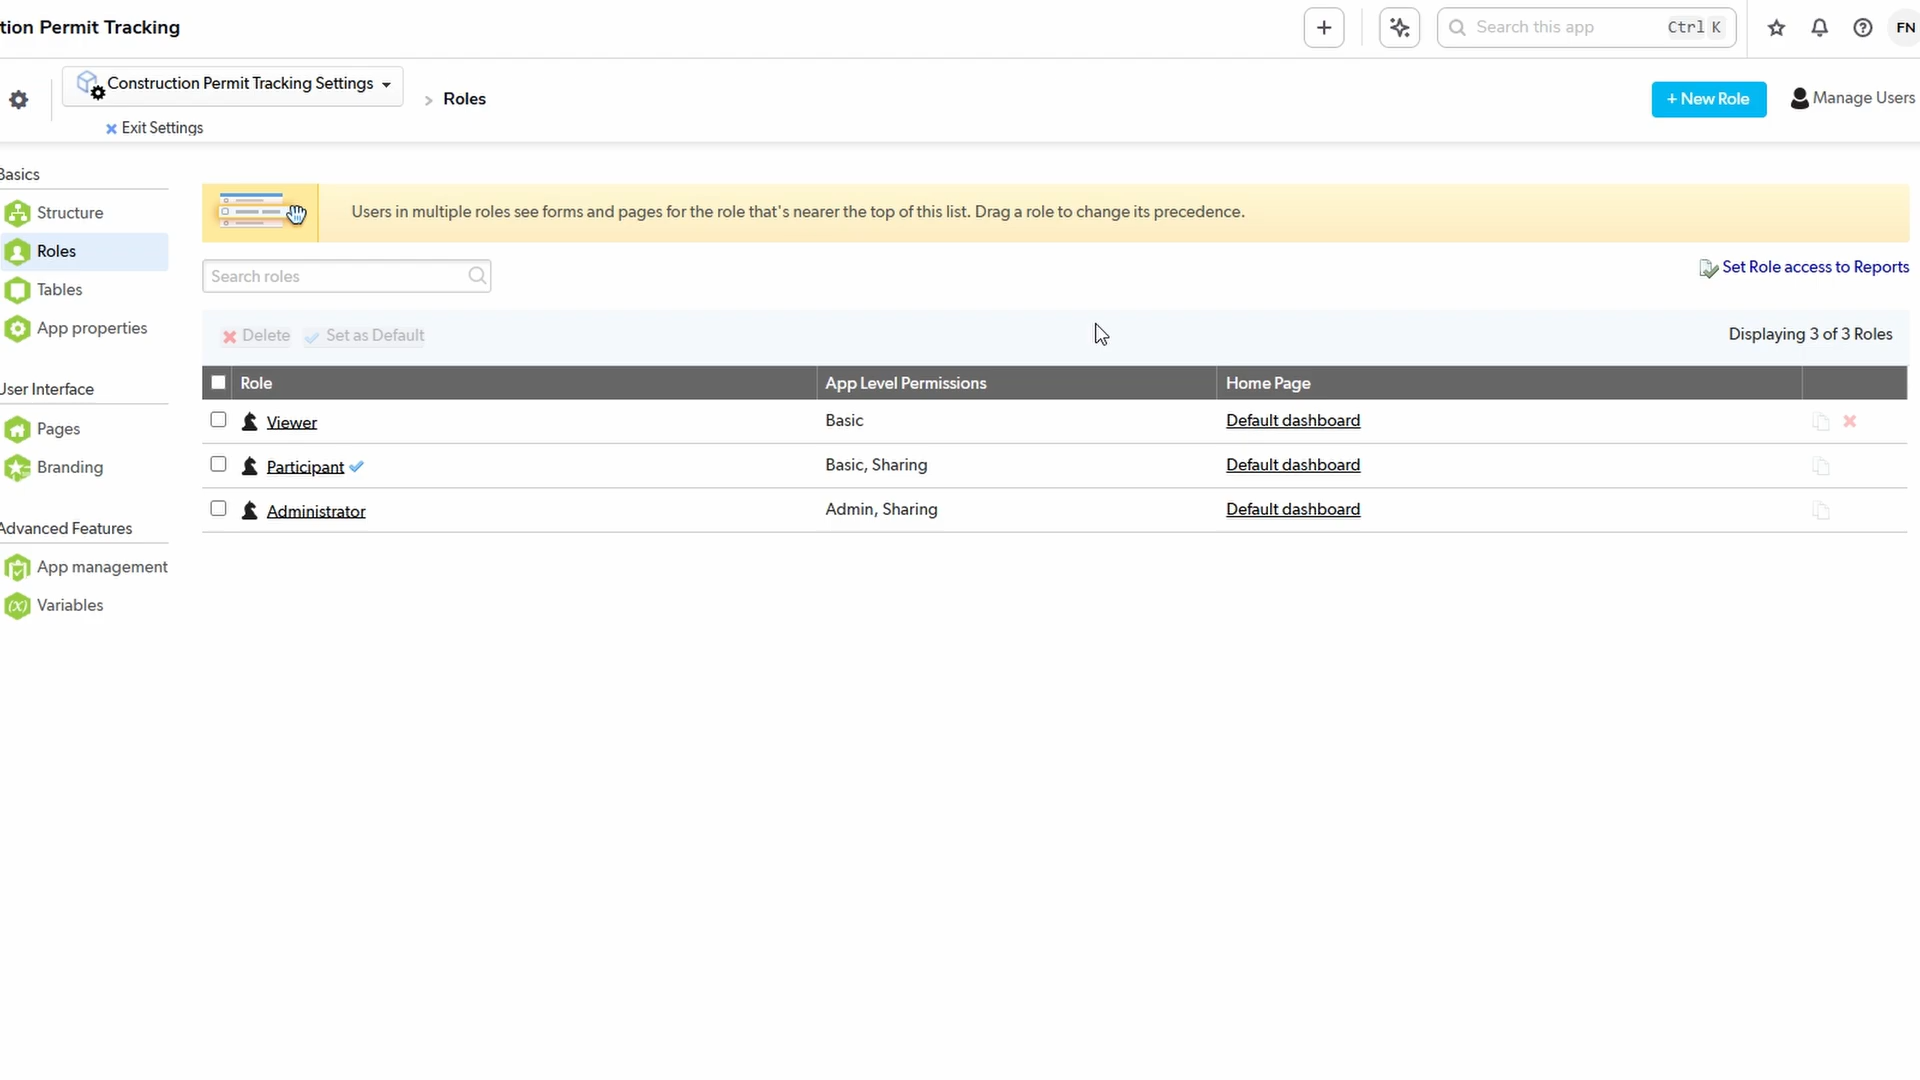 tion Permit Tracking
Search this app Ctrl K
FN
Construction Permit Tracking Settings
> Roles
+ New Role
Manage Users
Exit Settings
Basics
Structure
Roles
Tables
App properties
User Interface
Pages
Branding
Advanced Features
App management
Variables
Users in multiple roles see forms and pages for the role that's nearer the top of this list. Drag a role to change its precedence.
Search roles
Set Role access to Reports
Delete Set as Default
Displaying 3 of 3 Roles
Role App Level Permissions Home Page
Viewer Basic Default dashboard
Participant Basic, Sharing Default dashboard
Administrator Admin, Sharing Default dashboard